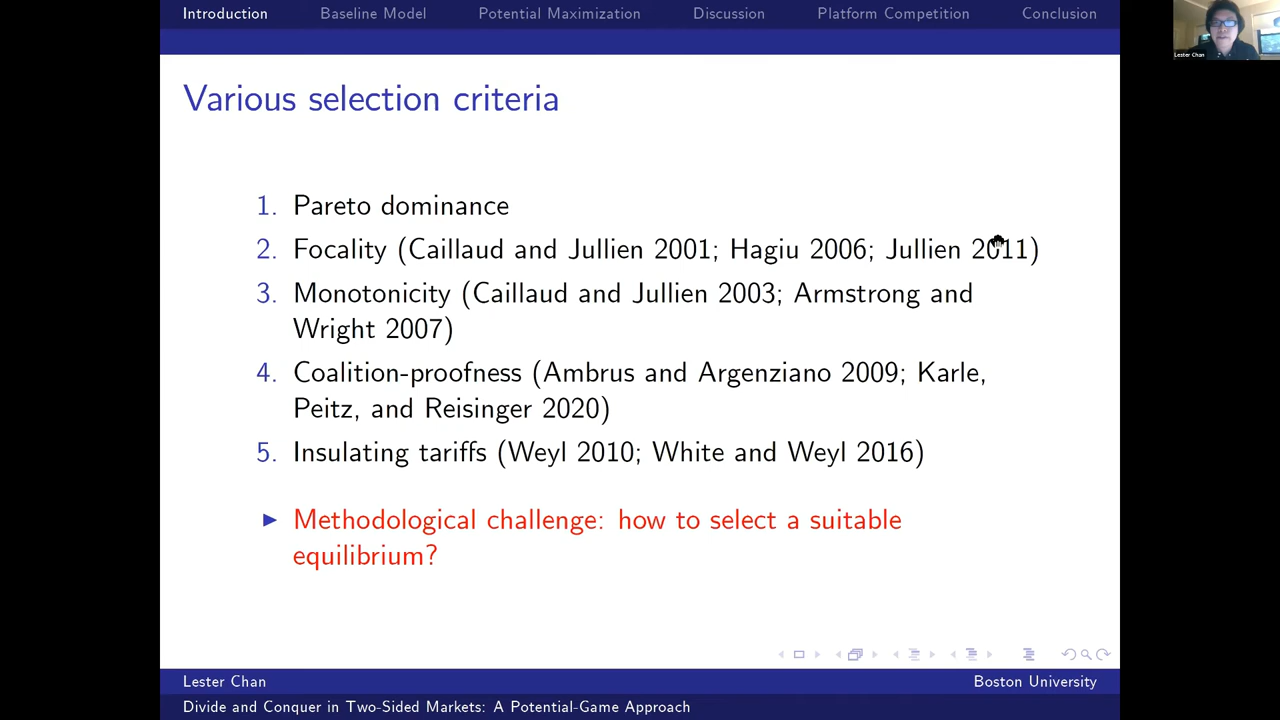 Introduction Baseline Model Potential Maximization Discussion Platform Competition Conclusion
Lester Chan
Various selection criteria
1. Pareto dominance
2. Focality (Caillaud and Jullien 2001; Hagiu 2006; Jullien 2011)
3. Monotonicity (Caillaud and Jullien 2003; Armstrong and
Wright 2007)
4. Coalition-proofness (Ambrus and Argenziano 2009; Karle,
Peitz, and Reisinger 2020)
5. Insulating tariffs (Weyl 2010; White and Weyl 2016)
Methodological challenge: how to select a suitable
equilibrium?
Lester Chan Boston University
Divide and Conquer in Two-Sided Markets: A Potential-Game Approach